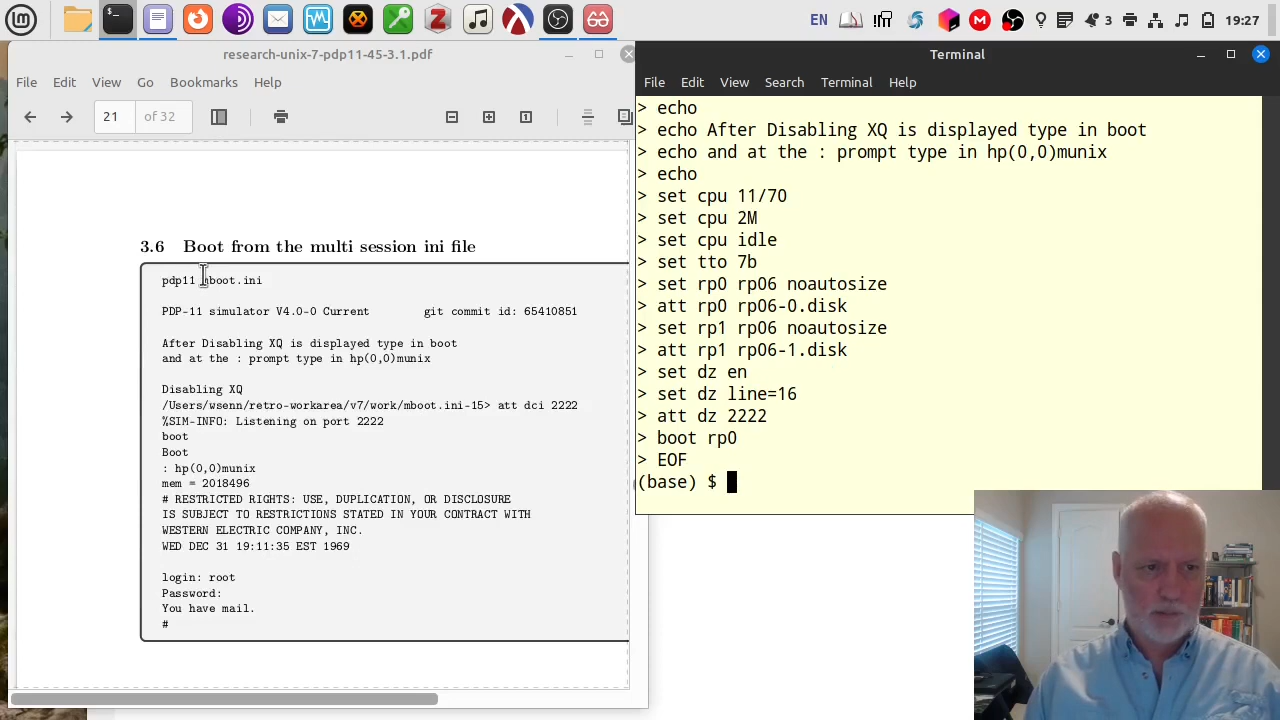 EN
3
19:27
research-unix-7-pdp11-45-3.1.pdf
File Edit View Go Bookmarks Help
21 of 32
3.6 Boot from the multi session ini file
pdp11 mboot.ini
PDP-11 simulator V4.0-0 Current git commit id: 65410851
After Disabling XQ is displayed type in boot
and at the : prompt type in hp(0,0)munix
Disabling XQ
/Users/wsenn/retro-workarea/v7/work/mboot.ini-15> att dci 2222
%SIM-INFO: Listening on port 2222
boot
Boot
: hp(0,0)munix
mem = 2018496
# RESTRICTED RIGHTS: USE, DUPLICATION, OR DISCLOSURE
IS SUBJECT TO RESTRICTIONS STATED IN YOUR CONTRACT WITH
WESTERN ELECTRIC COMPANY, INC.
WED DEC 31 19:11:35 EST 1969
login: root
Password:
You have mail.
#
Terminal
File Edit View Search Terminal Help
> echo
> echo After Disabling XQ is displayed type in boot
> echo and at the : prompt type in hp(0,0)munix
> echo
> set cpu 11/70
> set cpu 2M
> set cpu idle
> set tto 7b
> set rp0 rp06 noautosize
> att rp0 rp06-0.disk
> set rp1 rp06 noautosize
> att rp1 rp06-1.disk
> set dz en
> set dz line=16
> att dz 2222
> boot rp0
> EOF
(base) $